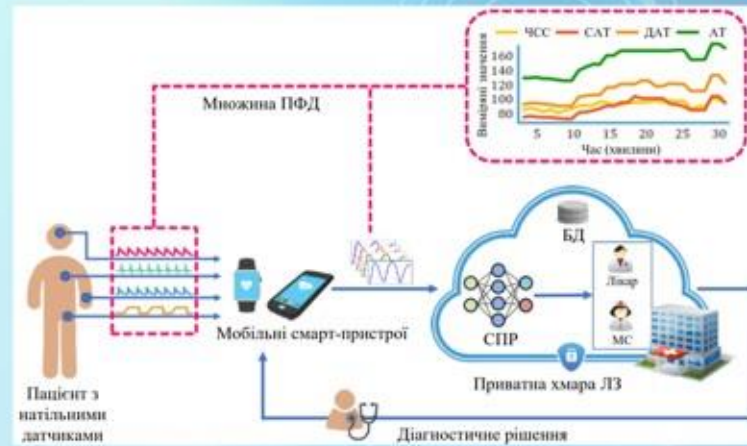 ЧСС САТ ДАТ АТ
Виміряні значення
160
140
120
100
80
5 10 15 20 25 30
Час (хвилини)
Множина ПФД
БД
Лікар
СПР
МС
Мобільні смарт-пристрої
Приватна хмара ЛЗ
Пацієнт з
натільними
датчиками
Діагностичне рішення